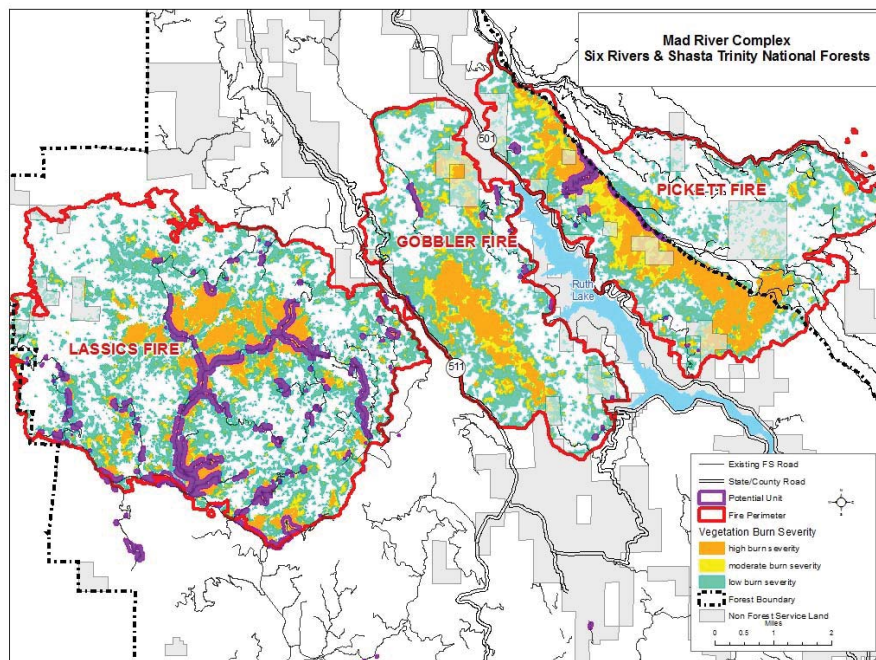 Mad River Complex
Six Rivers & Shasta Trinity National Forests
501
PICKETT FIRE
GOBBLER FIRE
Ruth
Lake
LASSICS FIRE
511
Existing FS Road
State/County Road
Potential Unit
Fire Perimeter
Vegetation Burn Severity
high burn severity
moderate burn severity
low burn severity
Forest Boundary
Non Forest Service Land
Miles
0 0.5 1 2